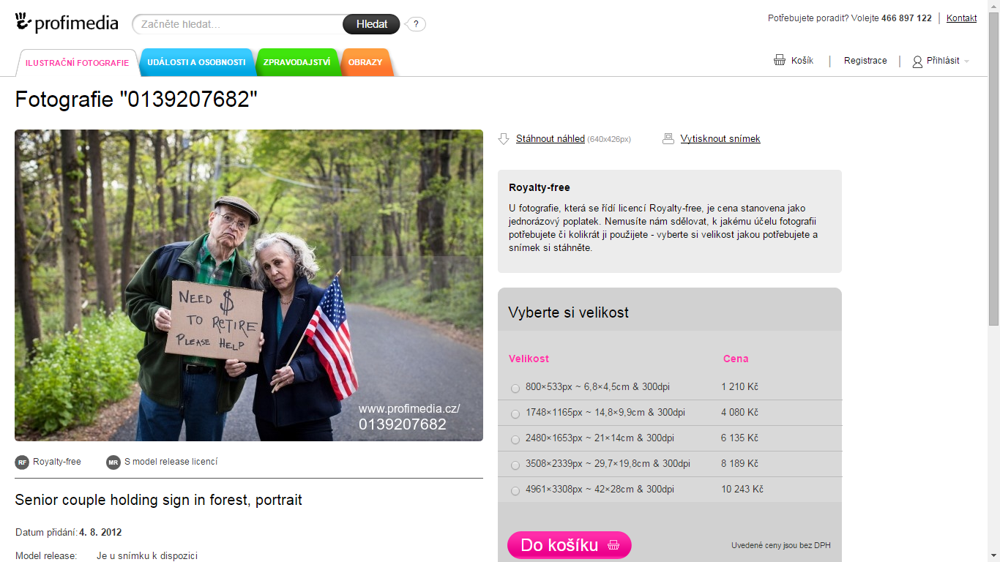 profimedia
Začněte hledat...
Hledat
?
Potřebujete poradit? Volejte 466 897 122
Kontakt
ILUSTRAČNÍ FOTOGRAFIE
UDÁLOSTI A OSOBNOSTI
ZPRAVODAJSTVÍ
OBRAZY
Košík
Registrace
Přihlásit
Fotografie "0139207682"
NEED $
TO RETIRE
PLEASE HELP
www.profimedia.cz/
0139207682
RF Royalty-free
MR S model release licencí
Senior couple holding sign in forest, portrait
Datum přidání: 4. 8. 2012
Model release: Je u snímku k dispozici
Stáhnout náhled (640x426px)
Vytisknout snímek
Royalty-free
U fotografie, která se řídí licencí Royalty-free, je cena stanovena jako
jednorázový poplatek. Nemusíte nám sdělovat, k jakému účelu fotografii
potřebujete či kolikrát ji použijete - vyberte si velikost jakou potřebujete a
snímek si stáhněte.
Vyberte si velikost
Velikost Cena
800×533px ~ 6,8×4,5cm & 300dpi 1 210 Kč
1748×1165px ~ 14,8×9,9cm & 300dpi 4 080 Kč
2480×1653px ~ 21×14cm & 300dpi 6 135 Kč
3508×2339px ~ 29,7×19,8cm & 300dpi 8 189 Kč
4961×3308px ~ 42×28cm & 300dpi 10 243 Kč
Do košíku
Uvedené ceny jsou bez DPH